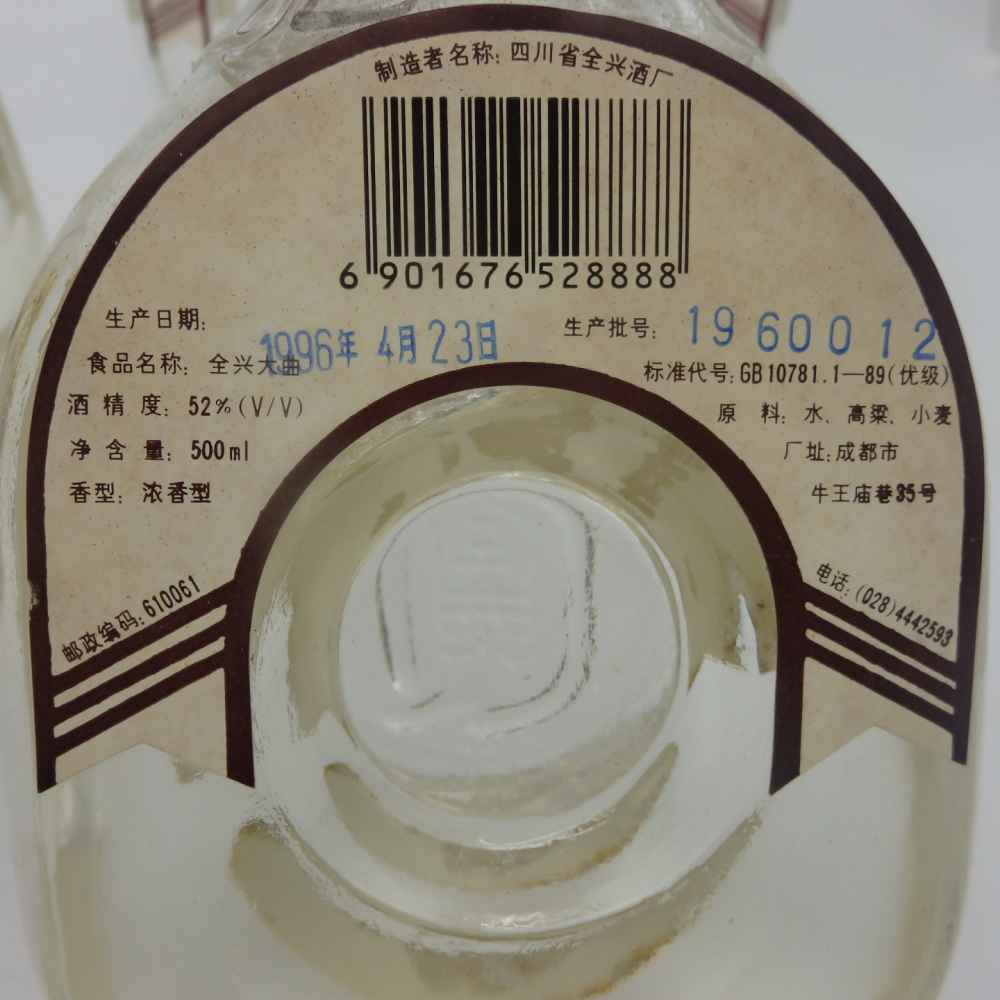 制造者名称: 四川省全兴酒厂
6 901676 528888
生产日期: 1996年 4月23日
食品名称: 全兴大曲
酒精度: 52%(V/V)
净含量: 500ml
香型: 浓香型
邮政编码: 610061
生产批号: 19 600 12
标准代号: GB10781.1—89(优级)
原料: 水、高粱、小麦
厂址: 成都市
牛王庙巷35号
电话: (028)4442593